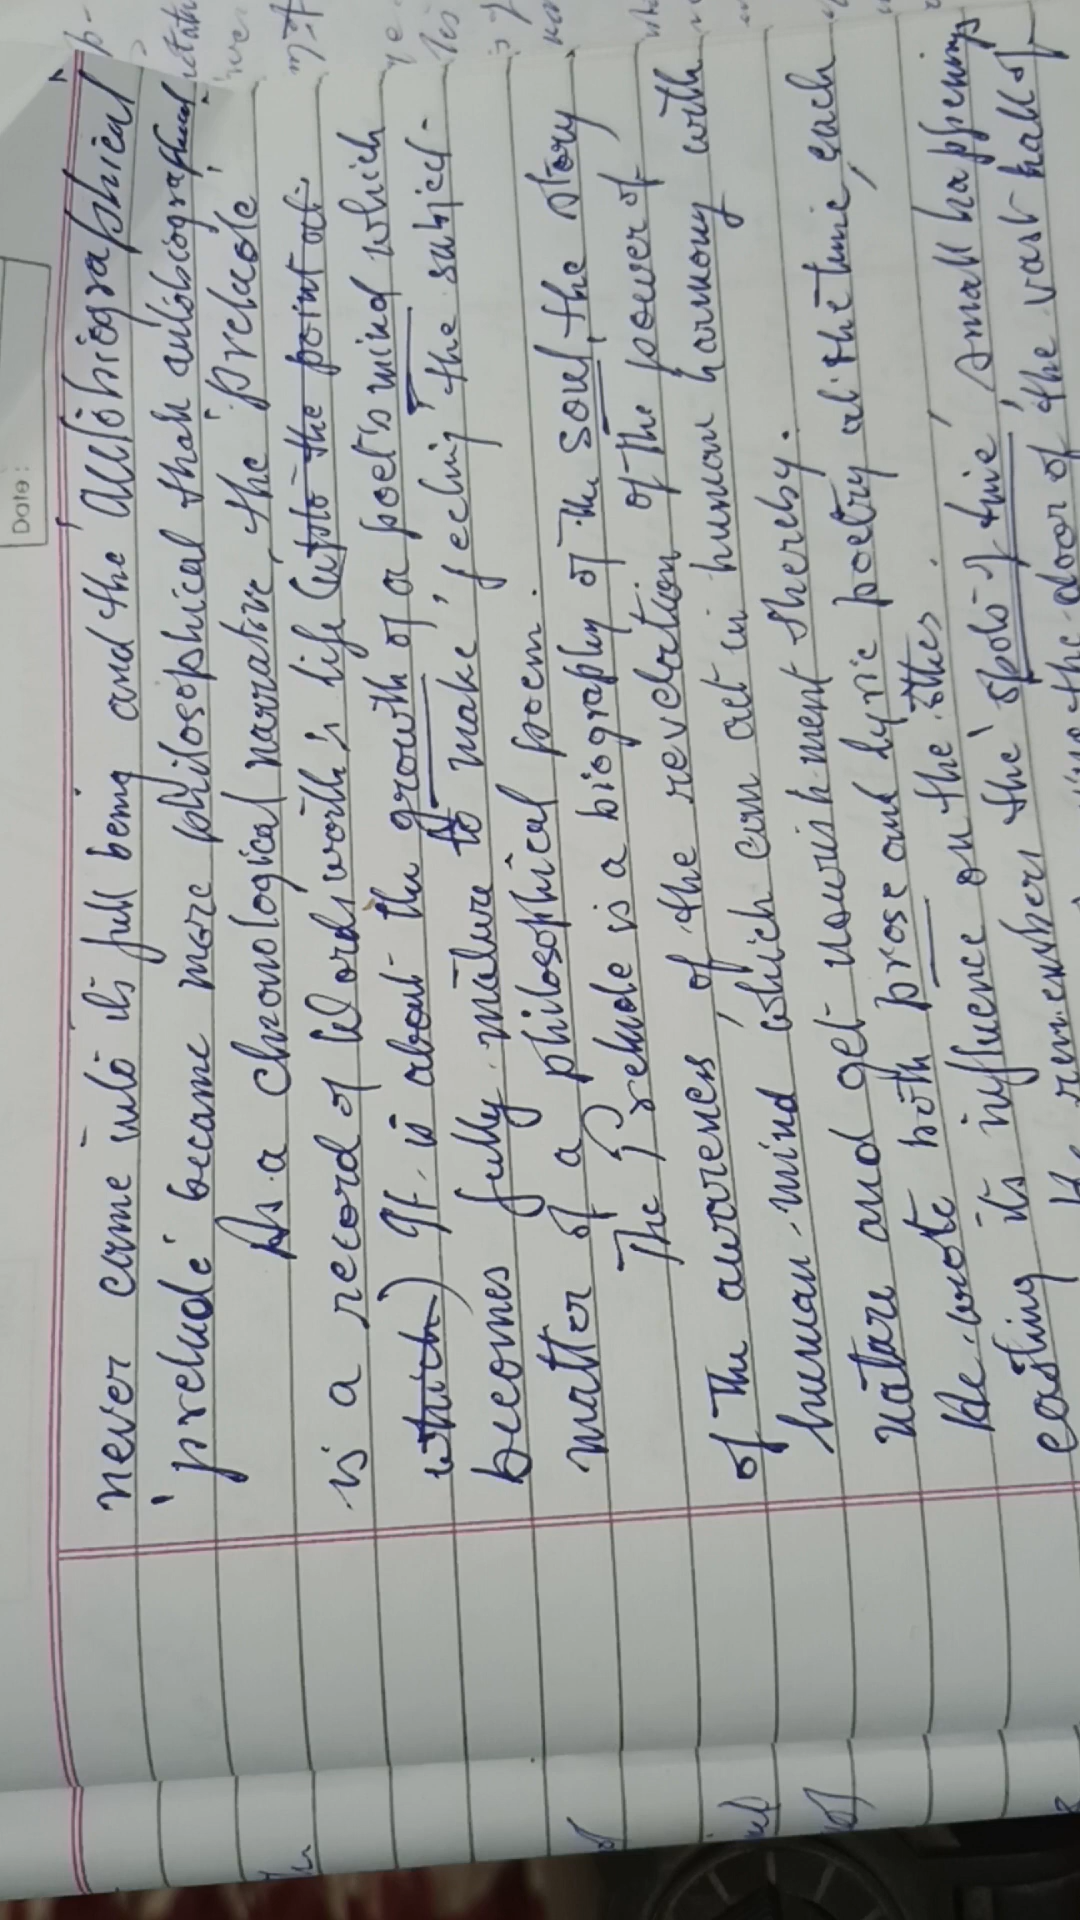 Date:
never come into its full being and the 'Autobiographical
'prelude' became more philosophical than autobiographical
As a chronological narrative, the 'Prelude'
is a record of Wordsworth's life (upto the point at
which) It is about the growth of a poet's mind which
becomes fully mature to make, feeling, the subject-
matter of a philosophical poem.
The Prelude is a biography of the soul, the story
of the awareness, of the revelation of the power of
human-mind which can act in human harmony with
nature and get nourishment thereby.
He wrote both prose and lyric poetry at the time, each
casting its influence on the other.
remembers the 'spots of time', small happenings
the door of the vast hall of